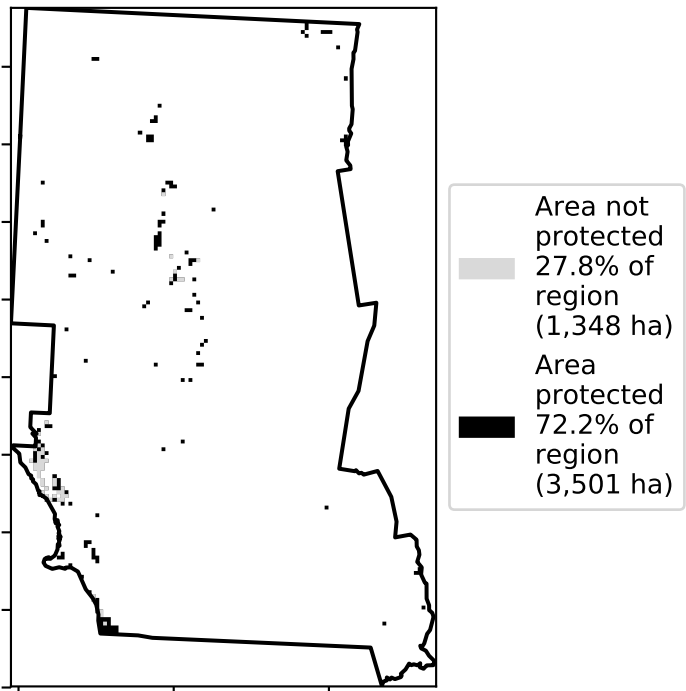 Area not
protected
27.8% of
region
(1,348 ha)
Area
protected
72.2% of
region
(3,501 ha)